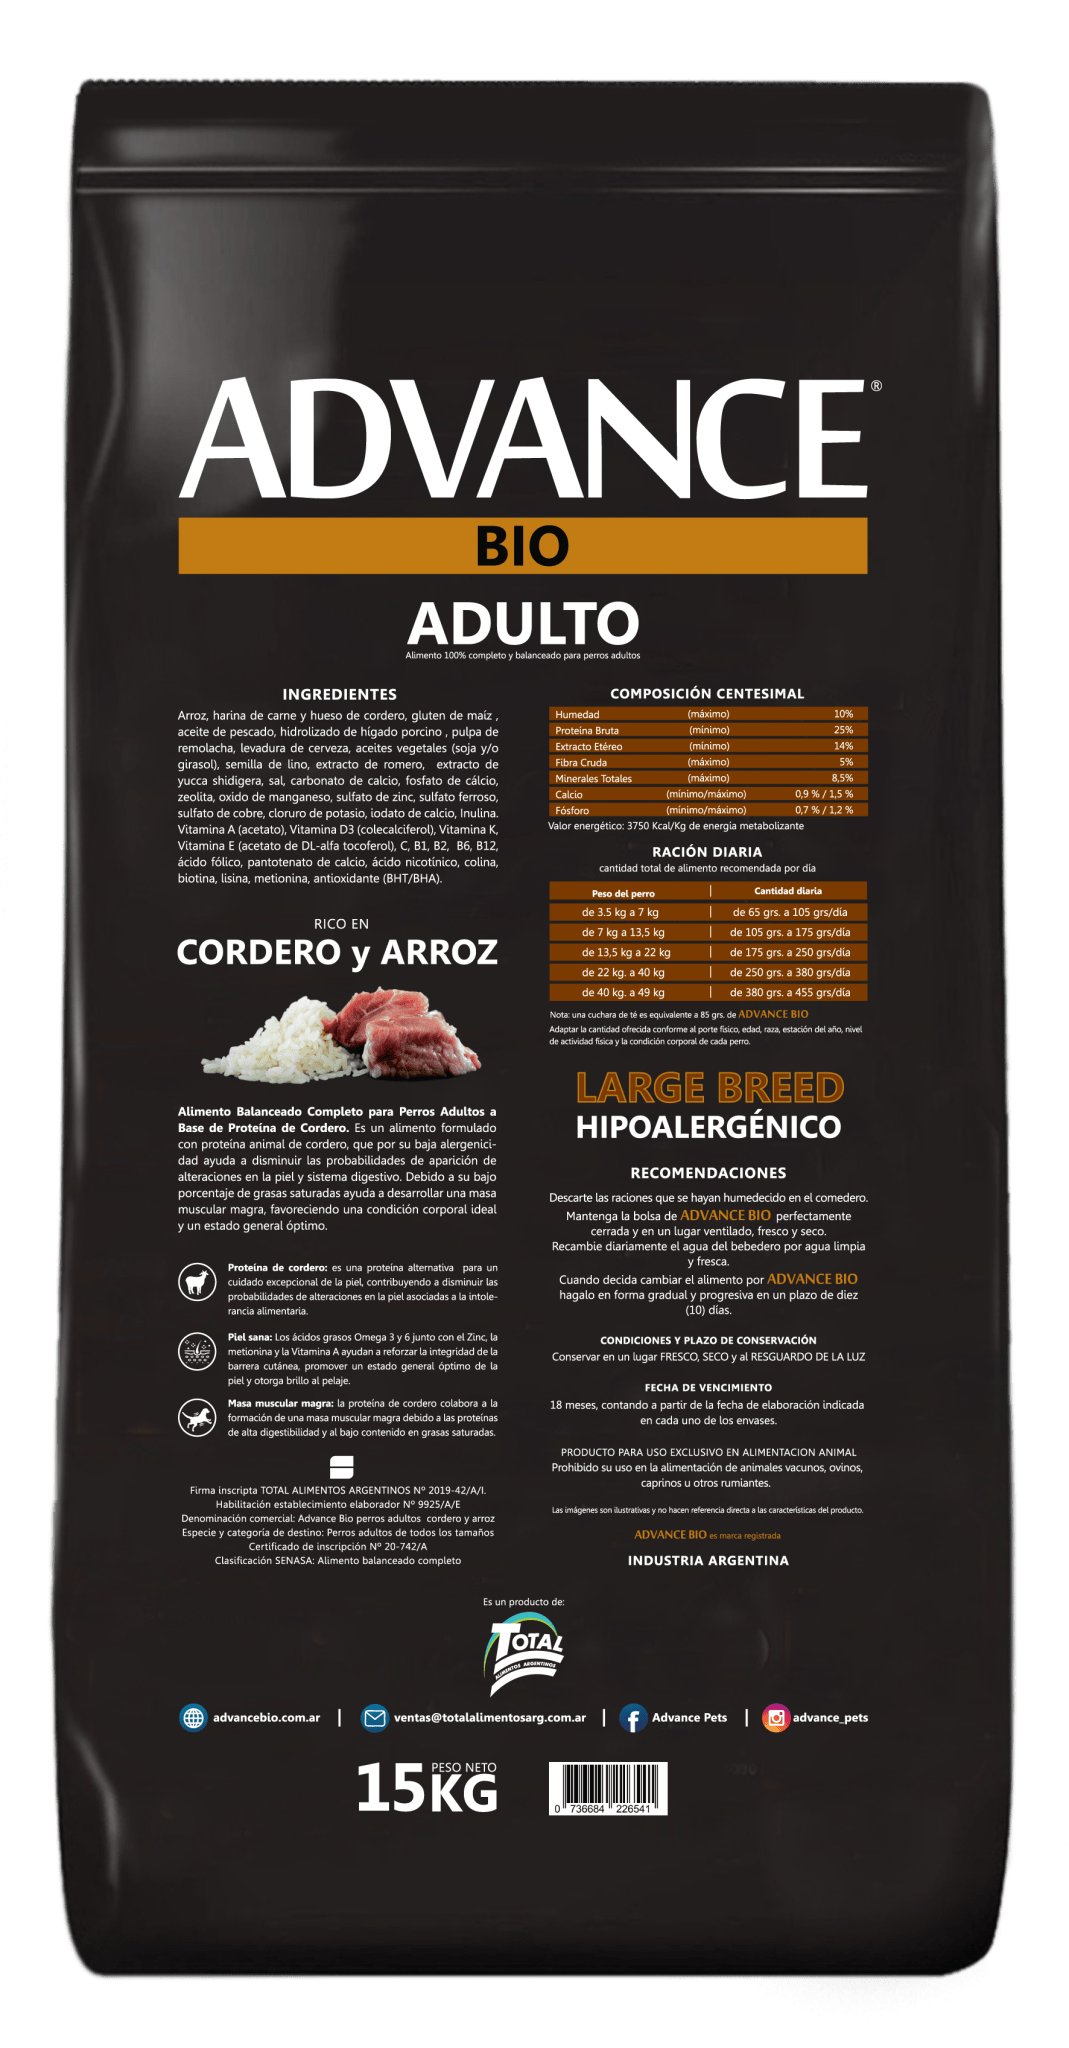 ADVANCE®
BIO
ADULTO
Alimento 100% completo y balanceado para perros adultos
INGREDIENTES
Arroz, harina de carne y hueso de cordero, gluten de maíz ,
aceite de pescado, hidrolizado de hígado porcino , pulpa de
remolacha, levadura de cerveza, aceites vegetales (soja y/o
girasol), semilla de lino, extracto de romero, extracto de
yucca shidigera, sal, carbonato de calcio, fosfato de cálcio,
zeolita, oxido de manganeso, sulfato de zinc, sulfato ferroso,
sulfato de cobre, cloruro de potasio, iodato de calcio, Inulina.
Vitamina A (acetato), Vitamina D3 (colecalciferol), Vitamina K,
Vitamina E (acetato de DL-alfa tocoferol), C, B1, B2, B6, B12,
ácido fólico, pantotenato de calcio, ácido nicotínico, colina,
biotina, lisina, metionina, antioxidante (BHT/BHA).
RICO EN
CORDERO y ARROZ
Alimento Balanceado Completo para Perros Adultos a
Base de Proteína de Cordero. Es un alimento formulado
con proteína animal de cordero, que por su baja alergenici-
dad ayuda a disminuir las probabilidades de aparición de
alteraciones en la piel y sistema digestivo. Debido a su bajo
porcentaje de grasas saturadas ayuda a desarrollar una masa
muscular magra, favoreciendo una condición corporal ideal
y un estado general óptimo.
Proteína de cordero: es una proteína alternativa para un
cuidado excepcional de la piel, contribuyendo a disminuir las
probabilidades de alteraciones en la piel asociadas a la intole-
rancia alimentaria.
Piel sana: Los ácidos grasos Omega 3 y 6 junto con el Zinc, la
metionina y la Vitamina A ayudan a reforzar la integridad de la
barrera cutánea, promover un estado general óptimo de la
piel y otorga brillo al pelaje.
Masa muscular magra: la proteína de cordero colabora a la
formación de una masa muscular magra debido a las proteínas
de alta digestibilidad y al bajo contenido en grasas saturadas.
Firma inscripta TOTAL ALIMENTOS ARGENTINOS Nº 2019-42/A/I.
Habilitación establecimiento elaborador Nº 9925/A/E
Denominación comercial: Advance Bio perros adultos cordero y arroz
Especie y categoría de destino: Perros adultos de todos los tamaños
Certificado de inscripción Nº 20-742/A
Clasificación SENASA: Alimento balanceado completo
COMPOSICIÓN CENTESIMAL
Humedad (máximo) 10%
Proteína Bruta (mínimo) 25%
Extracto Etéreo (mínimo) 14%
Fibra Cruda (máximo) 5%
Minerales Totales (máximo) 8,5%
Calcio (mínimo/máximo) 0,9 % / 1,5 %
Fósforo (mínimo/máximo) 0,7 % / 1,2 %
Valor energético: 3750 Kcal/Kg de energía metabolizante
RACIÓN DIARIA
cantidad total de alimento recomendada por día
Peso del perro | Cantidad diaria
de 3.5 kg a 7 kg | de 65 grs. a 105 grs/día
de 7 kg a 13,5 kg | de 105 grs. a 175 grs/día
de 13,5 kg a 22 kg | de 175 grs. a 250 grs/día
de 22 kg. a 40 kg | de 250 grs. a 380 grs/día
de 40 kg. a 49 kg | de 380 grs. a 455 grs/día
Nota: una cuchara de té es equivalente a 85 grs. de ADVANCE BIO
Adaptar la cantidad ofrecida conforme al porte físico, edad, raza, estación del año, nivel
de actividad física y la condición corporal de cada perro.
LARGE BREED
HIPOALERGÉNICO
RECOMENDACIONES
Descarte las raciones que se hayan humedecido en el comedero.
Mantenga la bolsa de ADVANCE BIO perfectamente
cerrada y en un lugar ventilado, fresco y seco.
Recambie diariamente el agua del bebedero por agua limpia
y fresca.
Cuando decida cambiar el alimento por ADVANCE BIO
hagalo en forma gradual y progresiva en un plazo de diez
(10) días.
CONDICIONES Y PLAZO DE CONSERVACIÓN
Conservar en un lugar FRESCO, SECO y al RESGUARDO DE LA LUZ
FECHA DE VENCIMIENTO
18 meses, contando a partir de la fecha de elaboración indicada
en cada uno de los envases.
PRODUCTO PARA USO EXCLUSIVO EN ALIMENTACION ANIMAL
Prohibido su uso en la alimentación de animales vacunos, ovinos,
caprinos u otros rumiantes.
Las imágenes son ilustrativas y no hacen referencia directa a las características del producto.
ADVANCE BIO es marca registrada
INDUSTRIA ARGENTINA
Es un producto de:
TOTAL
ALIMENTOS ARGENTINOS
advancebio.com.ar | ventas@totalalimentosarg.com.ar | Advance Pets | advance_pets
PESO NETO
15KG
0 736684 226541